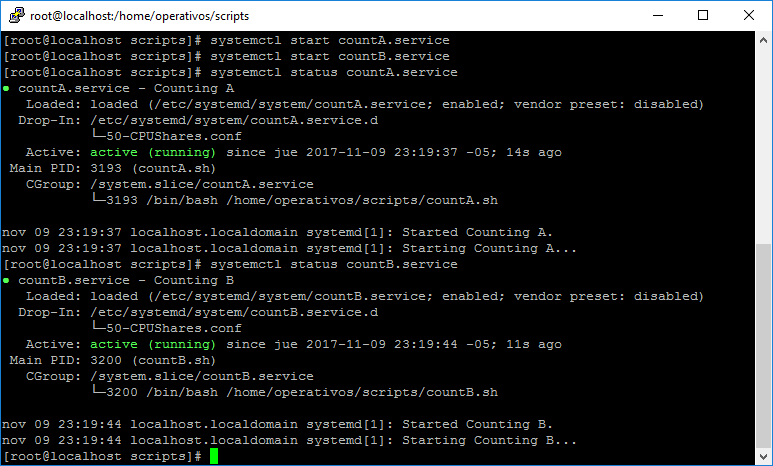 root@localhost:/home/operativos/scripts
[root@localhost scripts]# systemctl start countA.service
[root@localhost scripts]# systemctl start countB.service
[root@localhost scripts]# systemctl status countA.service
● countA.service - Counting A
   Loaded: loaded (/etc/systemd/system/countA.service; enabled; vendor preset: disabled)
  Drop-In: /etc/systemd/system/countA.service.d
           └─50-CPUShares.conf
   Active: active (running) since jue 2017-11-09 23:19:37 -05; 14s ago
 Main PID: 3193 (countA.sh)
   CGroup: /system.slice/countA.service
           └─3193 /bin/bash /home/operativos/scripts/countA.sh

nov 09 23:19:37 localhost.localdomain systemd[1]: Started Counting A.
nov 09 23:19:37 localhost.localdomain systemd[1]: Starting Counting A...
[root@localhost scripts]# systemctl status countB.service
● countB.service - Counting B
   Loaded: loaded (/etc/systemd/system/countB.service; enabled; vendor preset: disabled)
  Drop-In: /etc/systemd/system/countB.service.d
           └─50-CPUShares.conf
   Active: active (running) since jue 2017-11-09 23:19:44 -05; 11s ago
 Main PID: 3200 (countB.sh)
   CGroup: /system.slice/countB.service
           └─3200 /bin/bash /home/operativos/scripts/countB.sh

nov 09 23:19:44 localhost.localdomain systemd[1]: Started Counting B.
nov 09 23:19:44 localhost.localdomain systemd[1]: Starting Counting B...
[root@localhost scripts]#